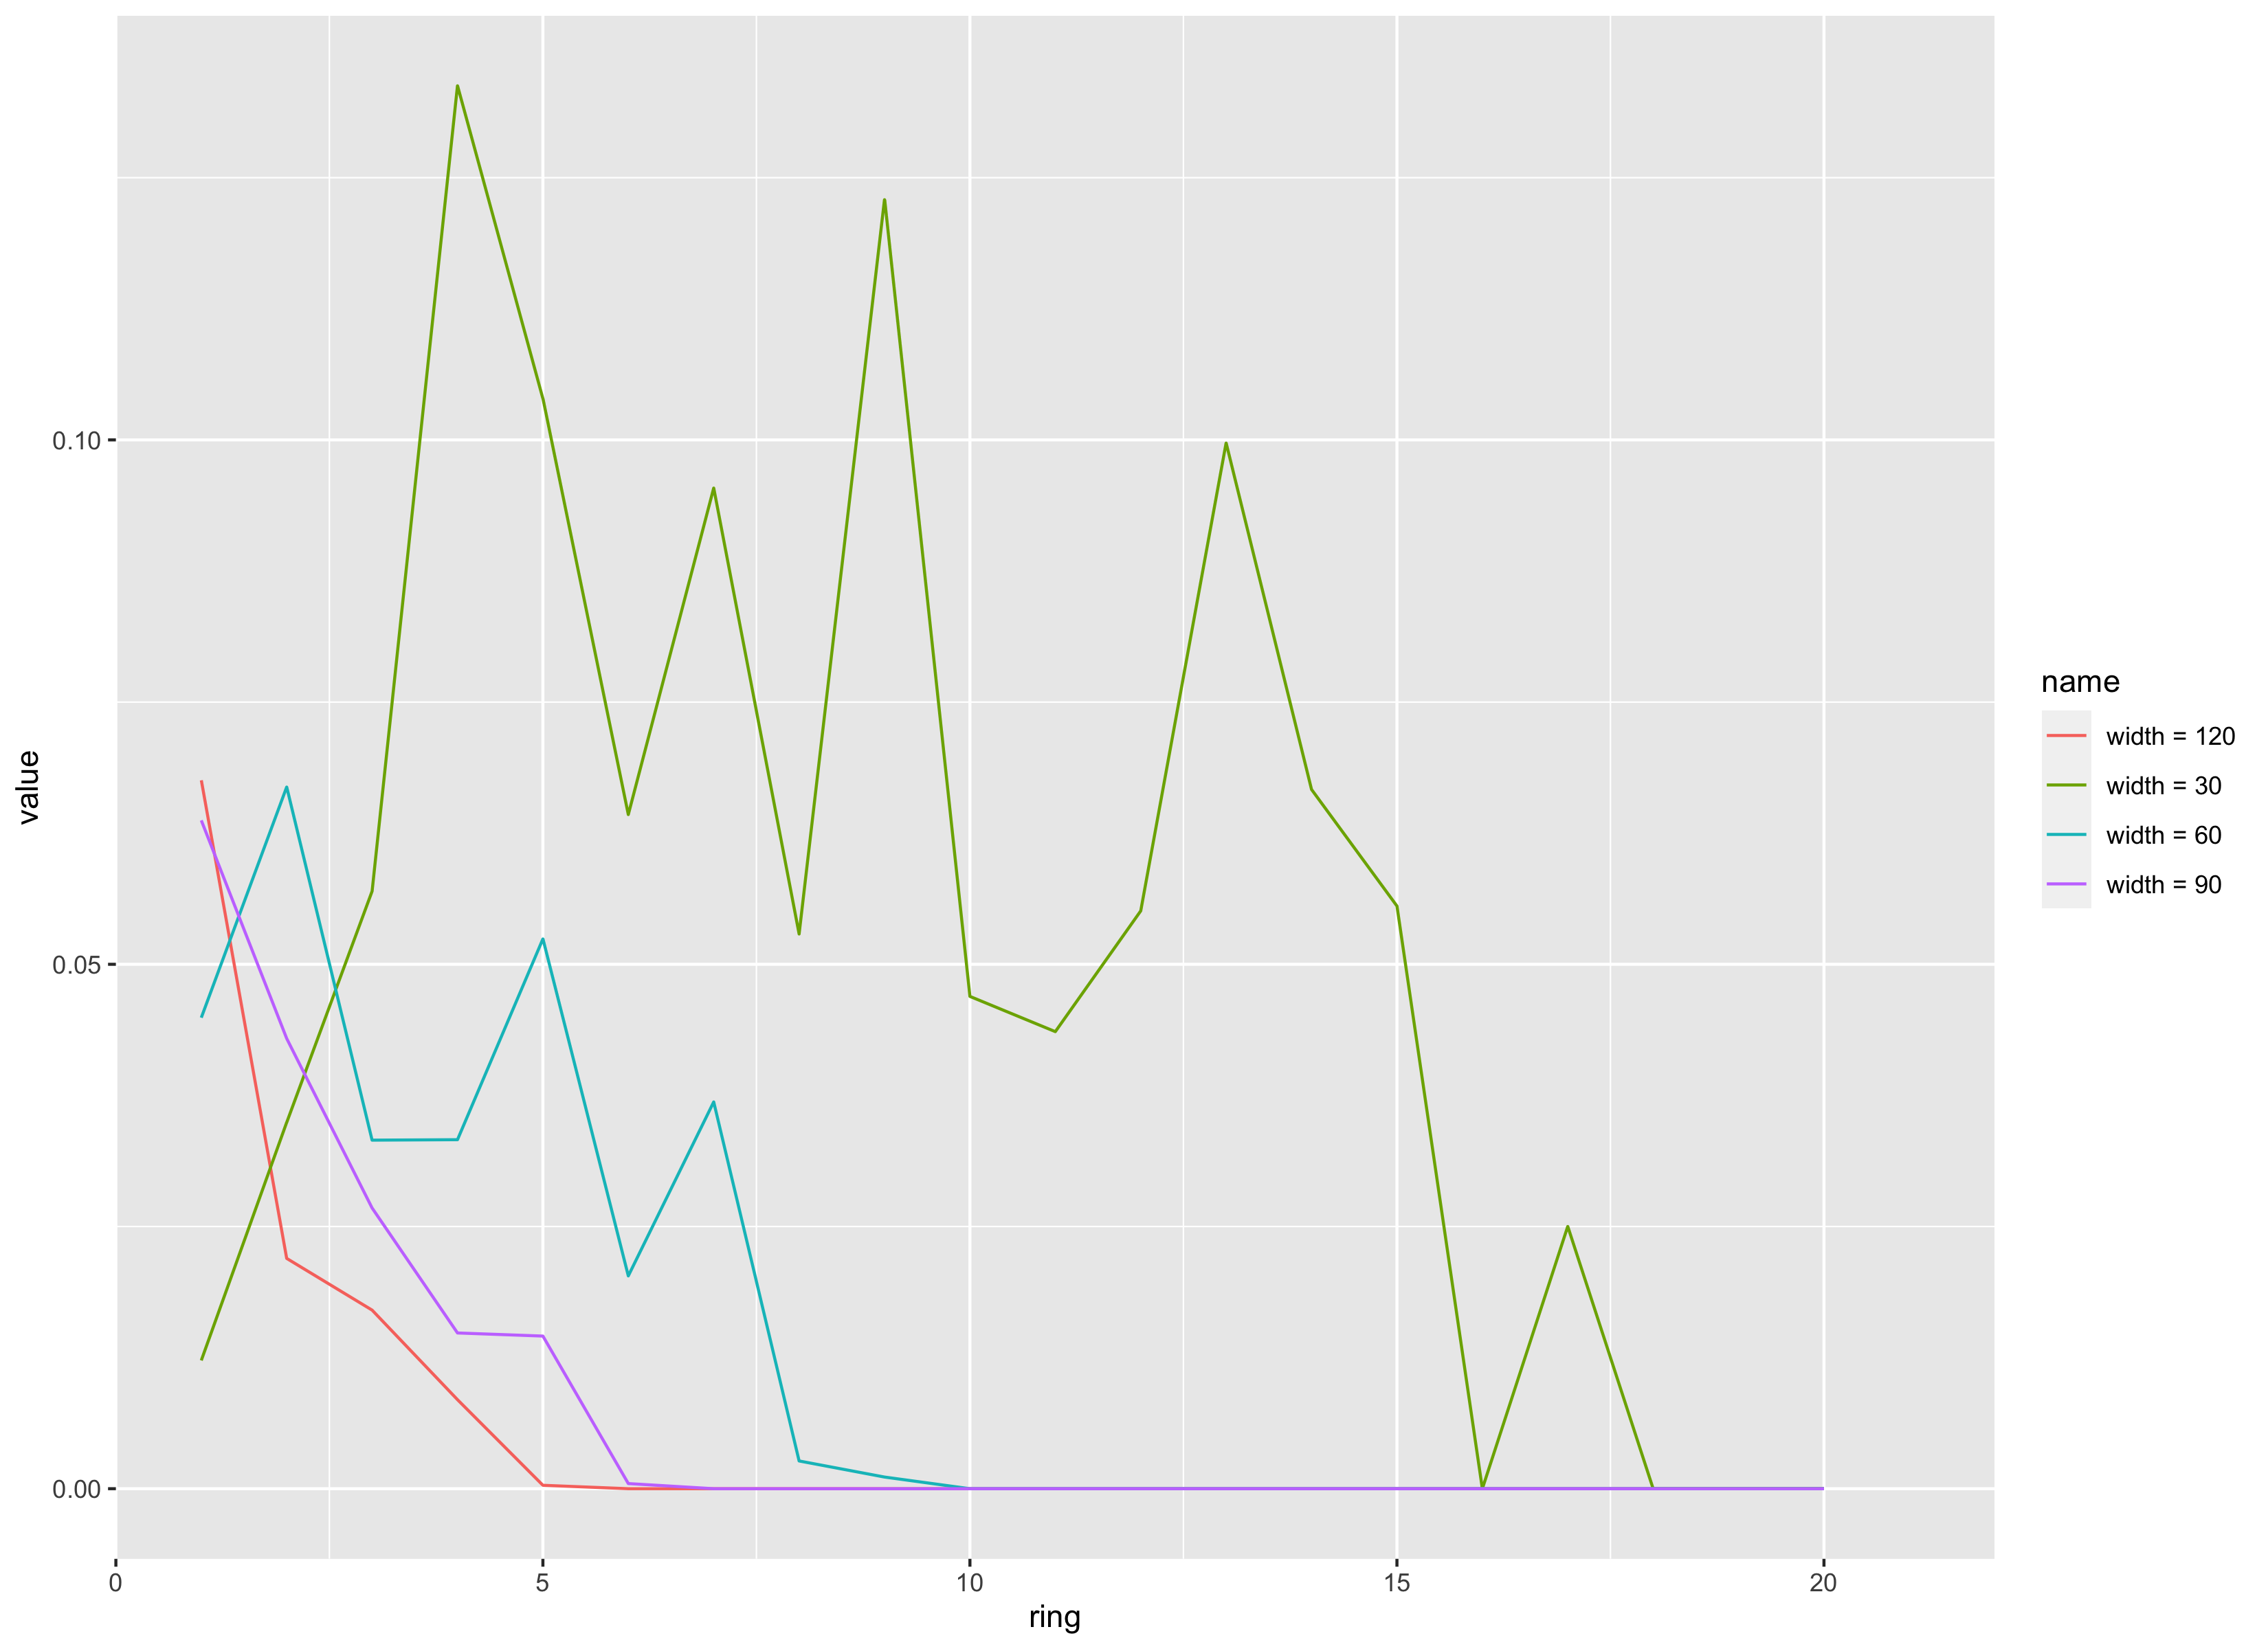 value
0.10
0.05
0.00
0 5 10 15 20
ring
name
width = 120
width = 30
width = 60
width = 90